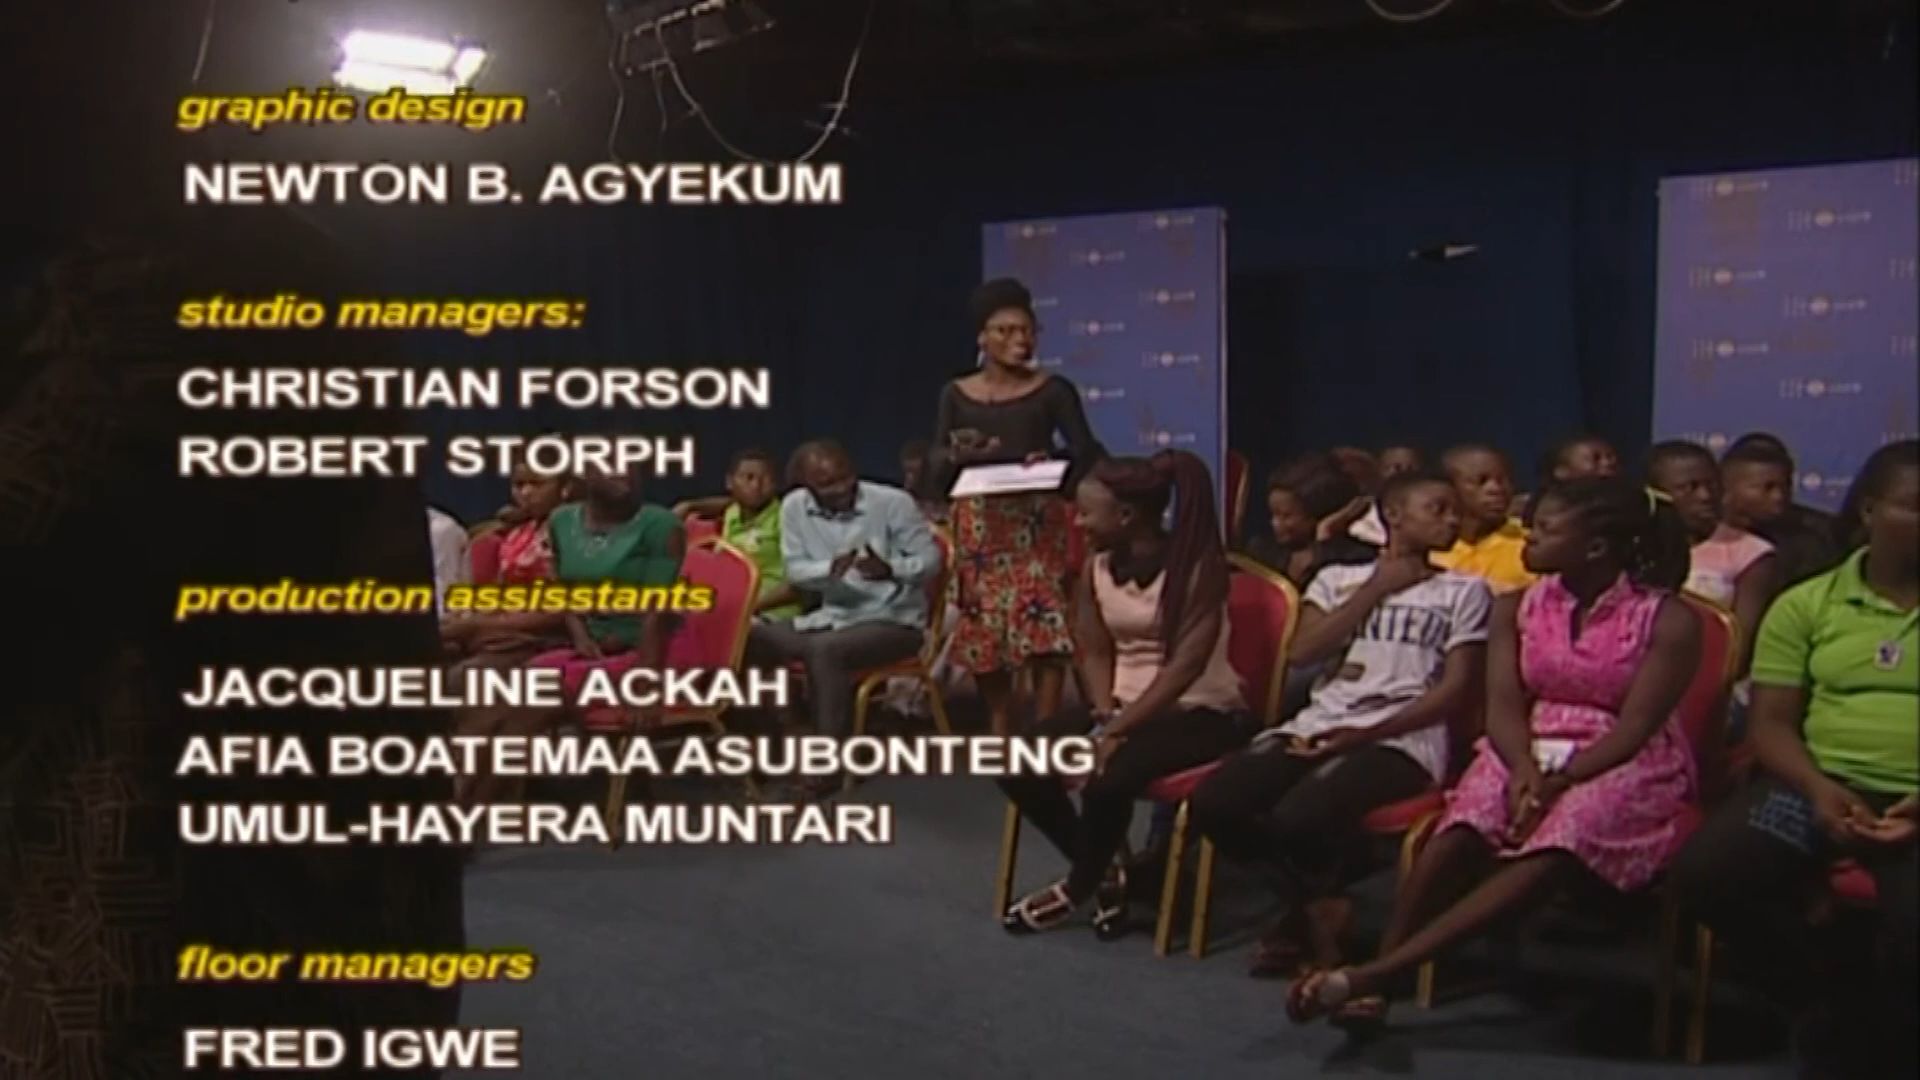 graphic design
NEWTON B. AGYEKUM
studio managers:
CHRISTIAN FORSON
ROBERT STORPH
production assisstants
JACQUELINE ACKAH
AFIA BOATEMAA ASUBONTENG
UMUL-HAYERA MUNTARI
floor managers
FRED IGWE